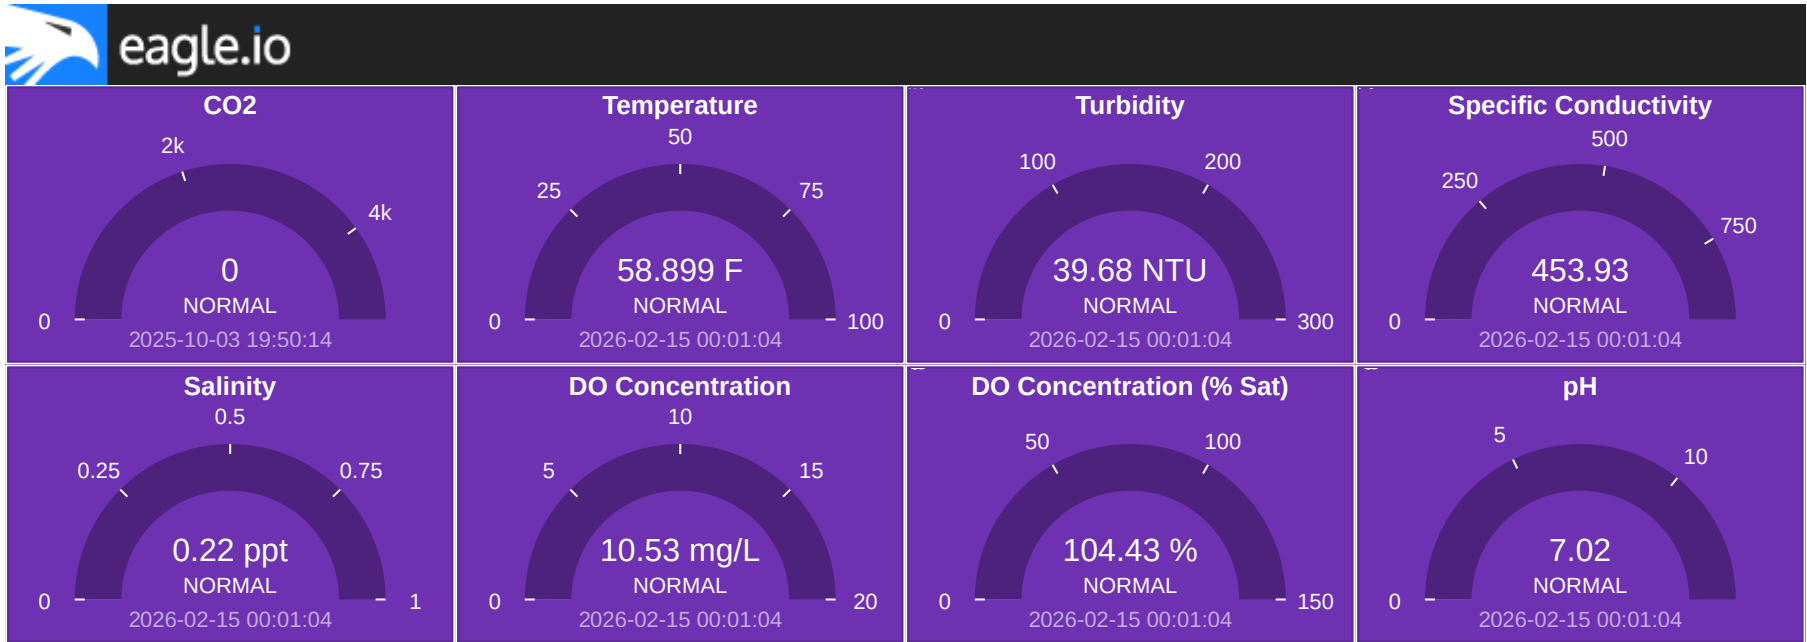 eagle.io
CO2
2k
4k
0
0
NORMAL
2025-10-03 19:50:14
Temperature
50
25
75
58.899 F
NORMAL
0
100
2026-02-15 00:01:04
Turbidity
100
200
39.68 NTU
NORMAL
0
300
2026-02-15 00:01:04
Specific Conductivity
500
250
750
453.93
NORMAL
0
2026-02-15 00:01:04
Salinity
0.5
0.25
0.75
0.22 ppt
NORMAL
0
1
2026-02-15 00:01:04
DO Concentration
10
5
15
10.53 mg/L
NORMAL
0
20
2026-02-15 00:01:04
DO Concentration (% Sat)
50
100
104.43 %
NORMAL
0
150
2026-02-15 00:01:04
pH
5
10
7.02
NORMAL
0
2026-02-15 00:01:04